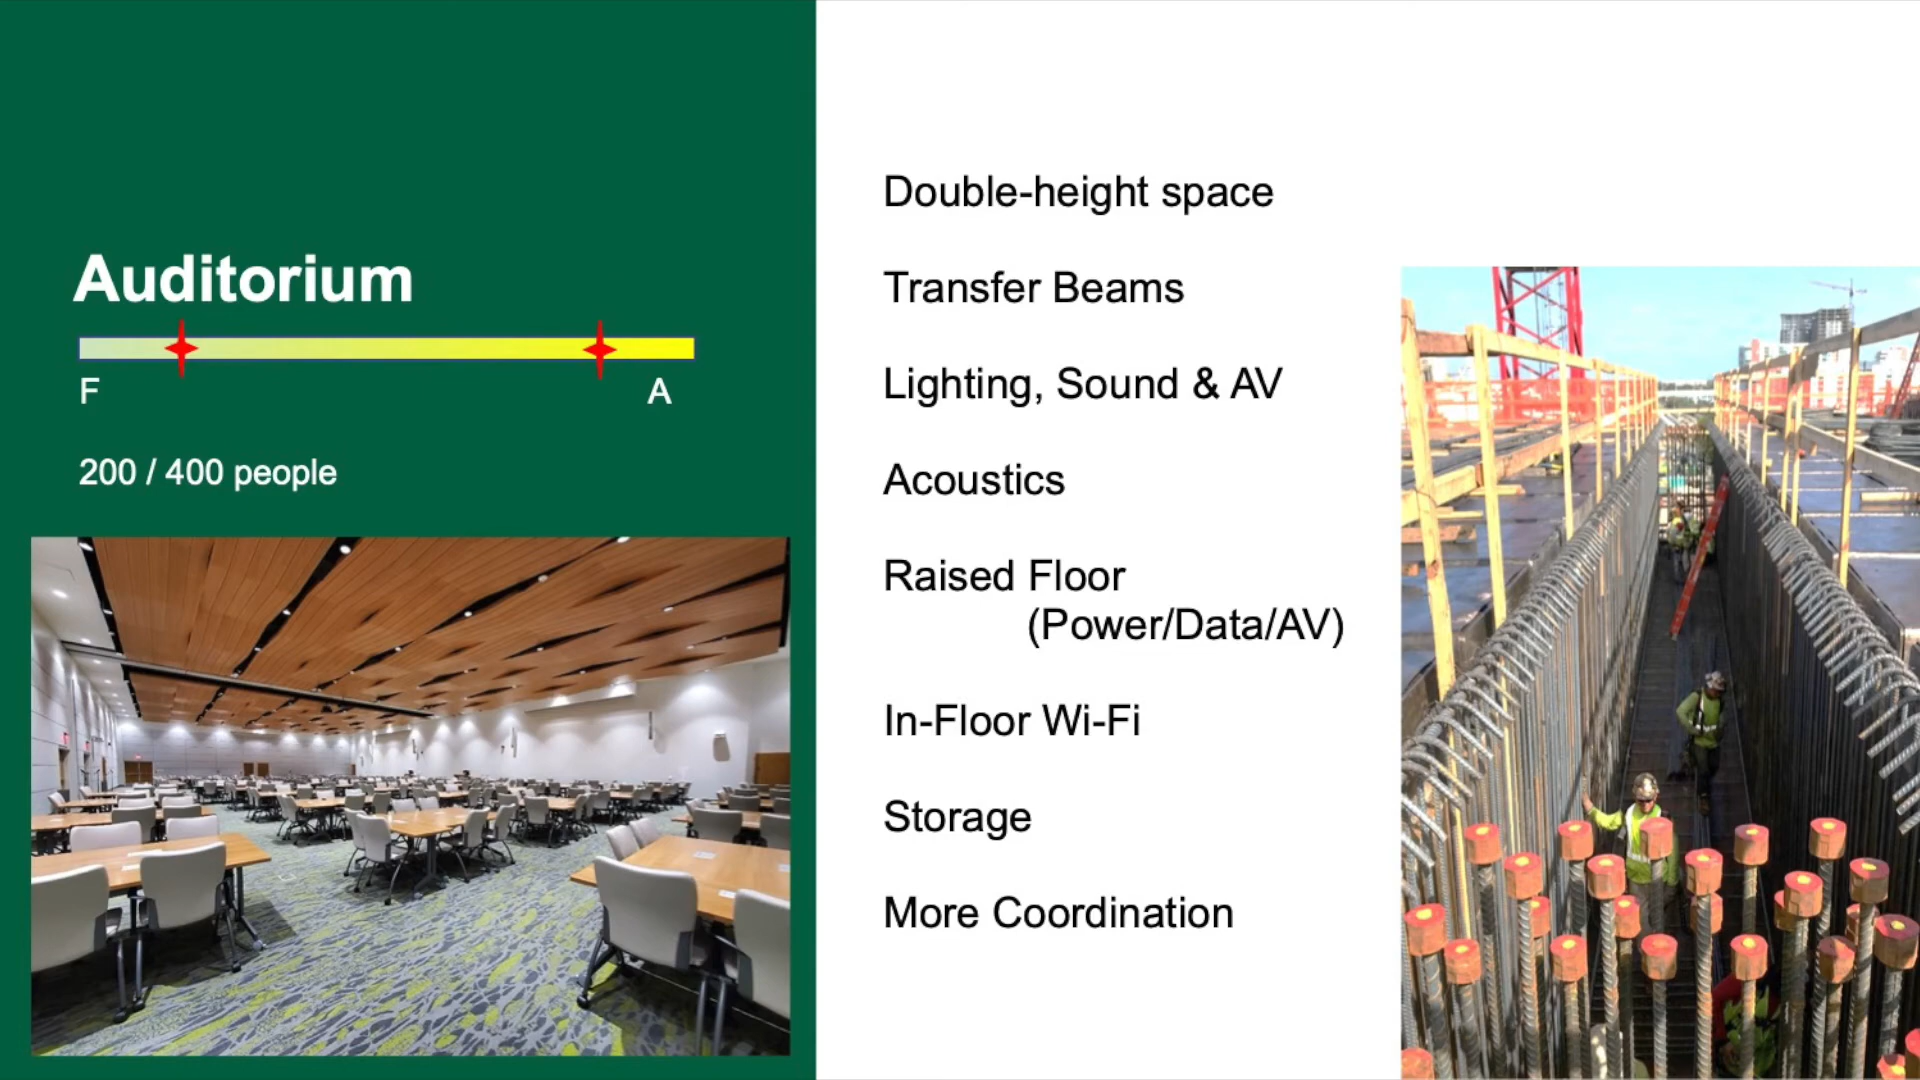 Auditorium
F A
200 / 400 people
Double-height space
Transfer Beams
Lighting, Sound & AV
Acoustics
Raised Floor
(Power/Data/AV)
In-Floor Wi-Fi
Storage
More Coordination